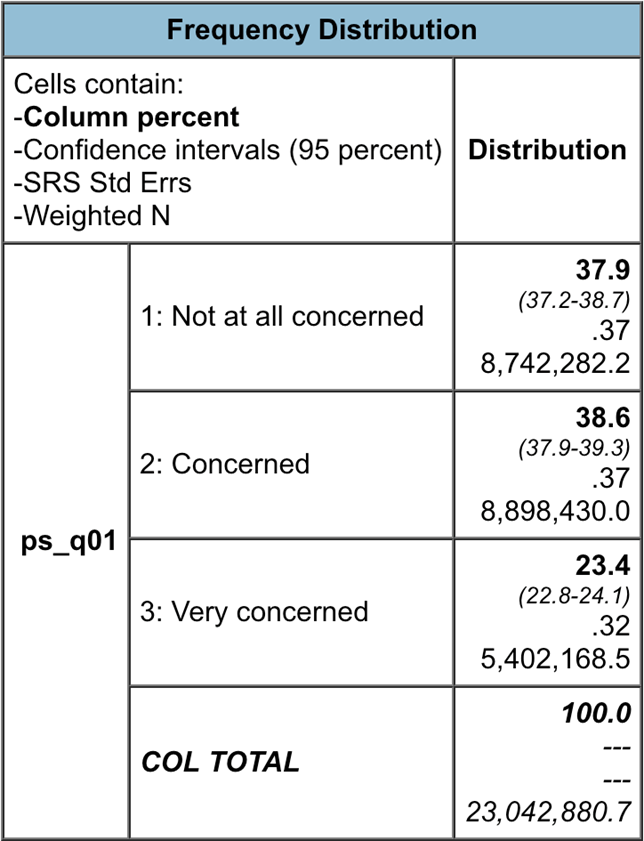 Frequency Distribution
Cells contain:
-Column percent
-Confidence intervals (95 percent)
-SRS Std Errs
-Weighted N
Distribution
ps_q01
1: Not at all concerned
37.9
(37.2-38.7)
.37
8,742,282.2
2: Concerned
38.6
(37.9-39.3)
.37
8,898,430.0
3: Very concerned
23.4
(22.8-24.1)
.32
5,402,168.5
COL TOTAL
100.0
---
---
23,042,880.7